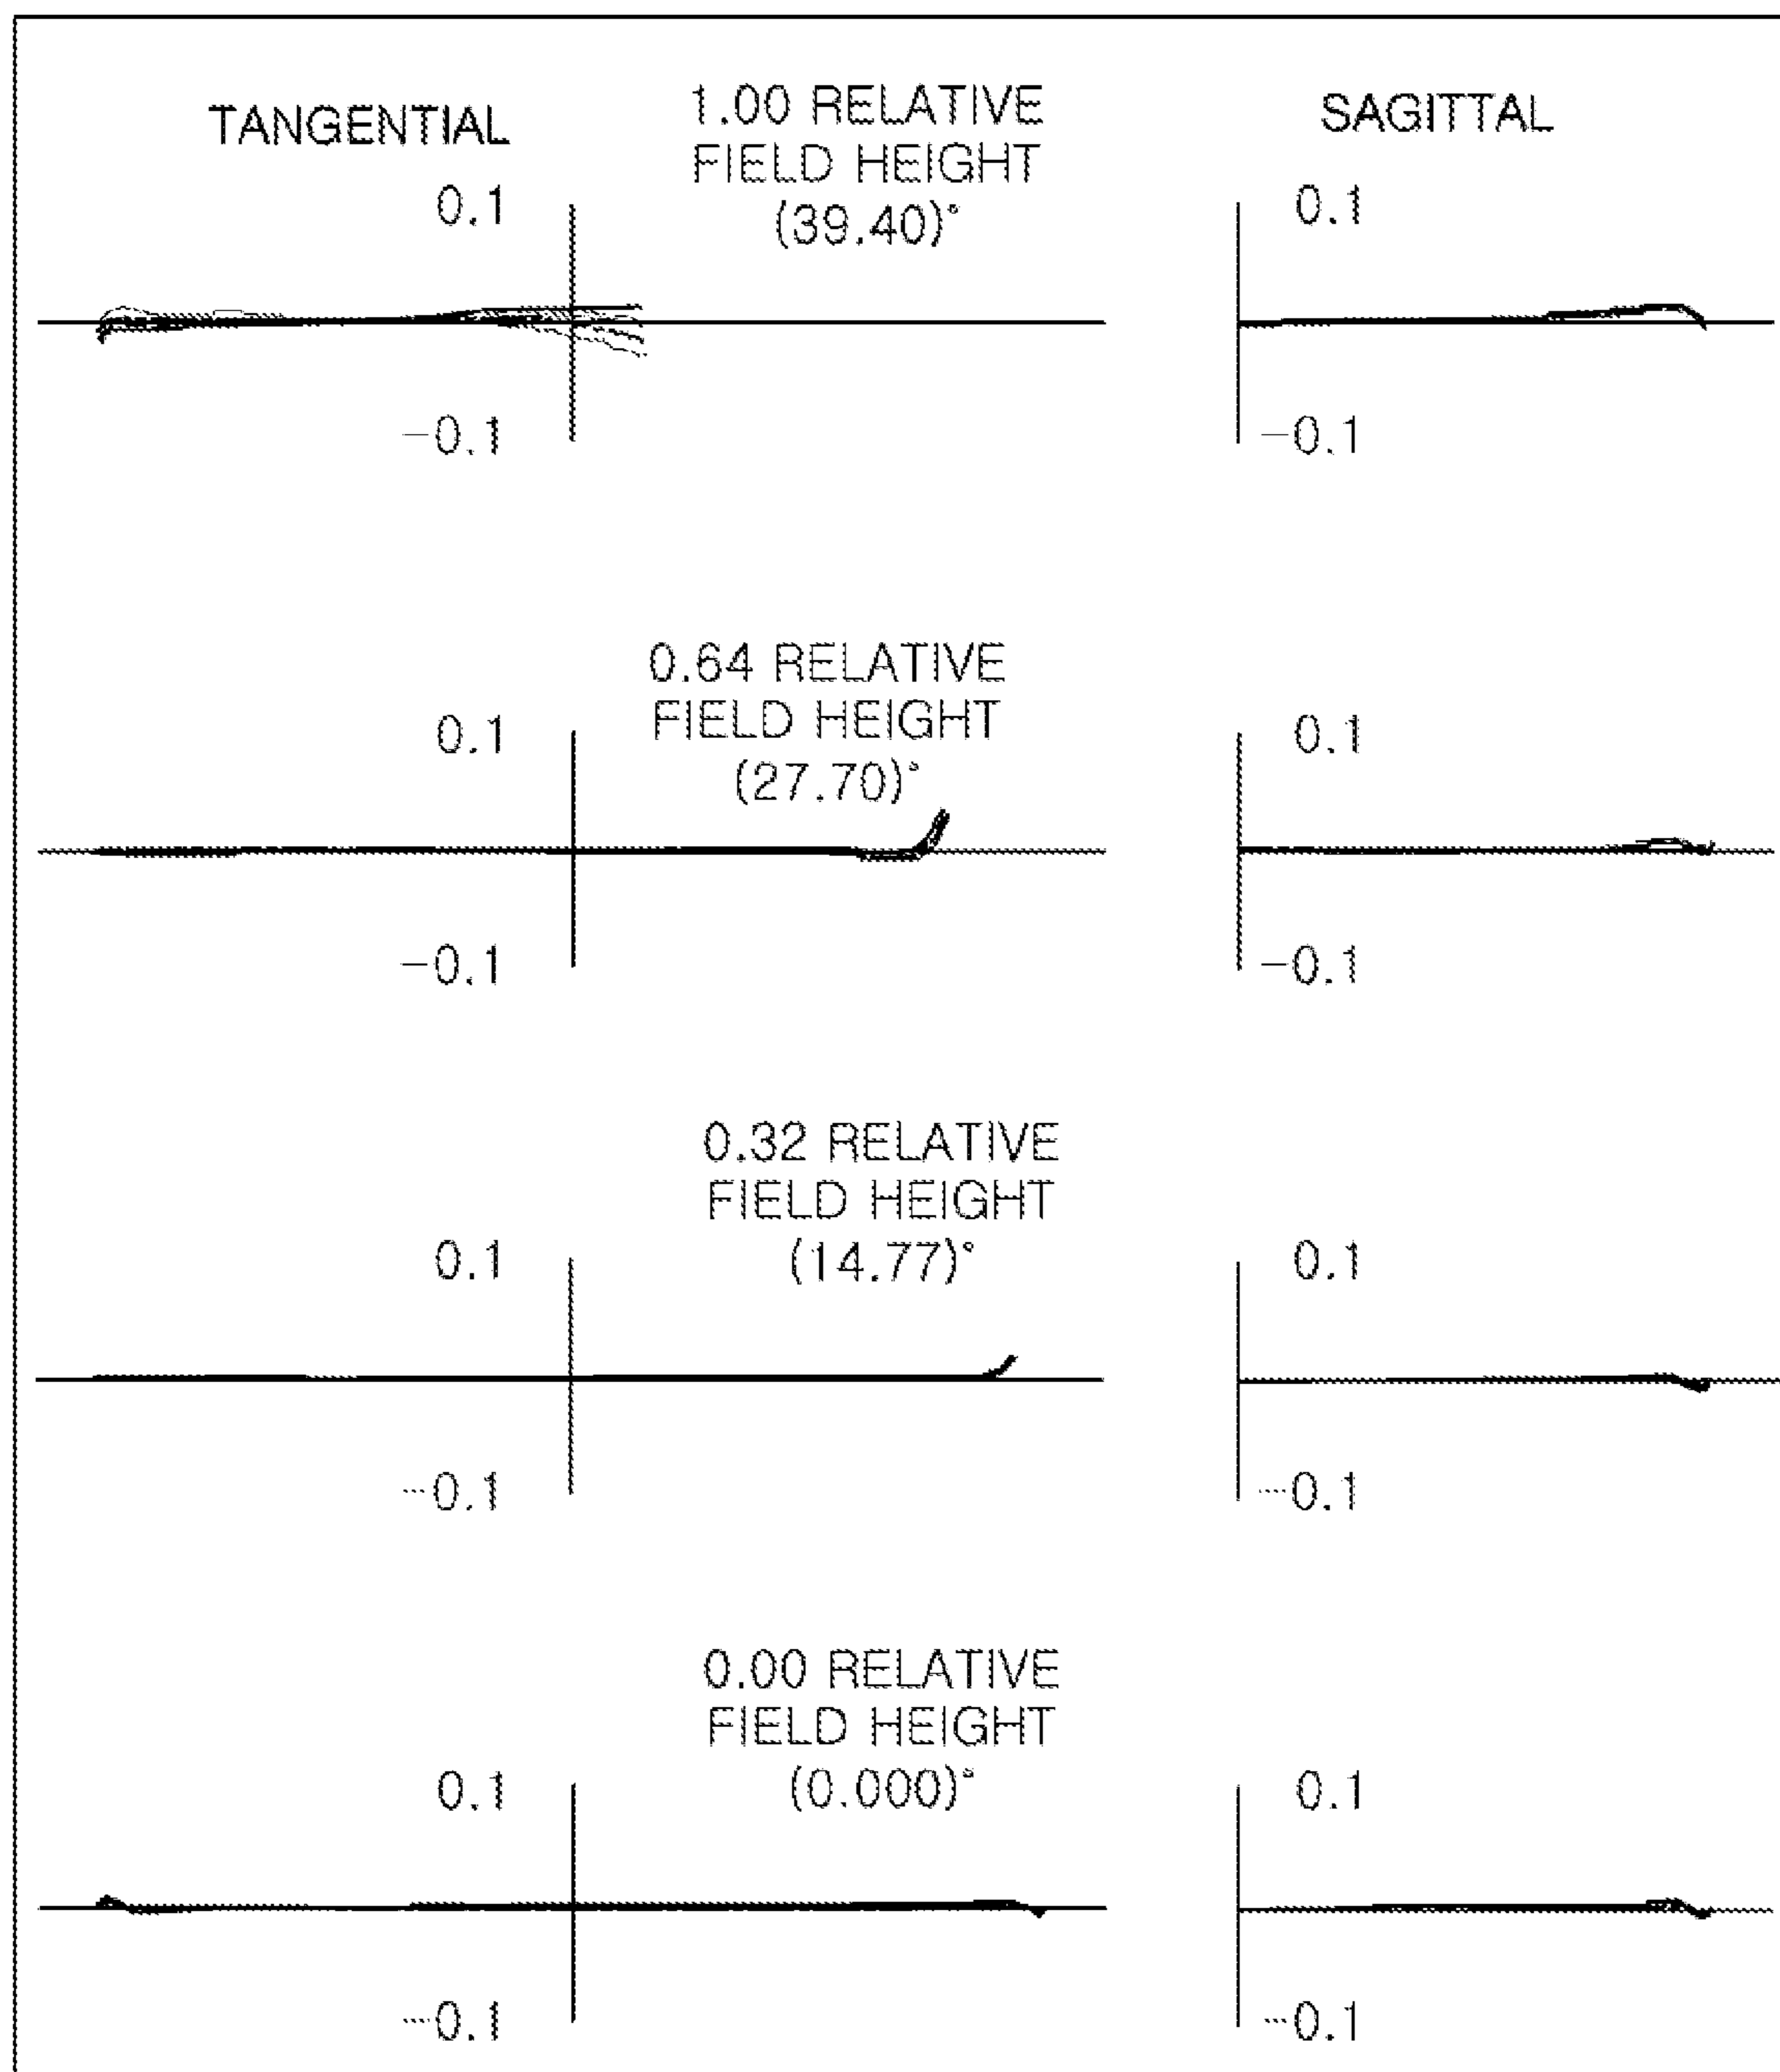 TANGENTIAL
1.00 RELATIVE
FIELD HEIGHT
(39.40)°
SAGITTAL
0.1
0.1
-0.1
-0.1
0.64 RELATIVE
FIELD HEIGHT
(27.70)°
0.1
0.1
-0.1
-0.1
0.32 RELATIVE
FIELD HEIGHT
(14.77)°
0.1
0.1
-0.1
-0.1
0.00 RELATIVE
FIELD HEIGHT
(0.000)°
0.1
0.1
-0.1
-0.1